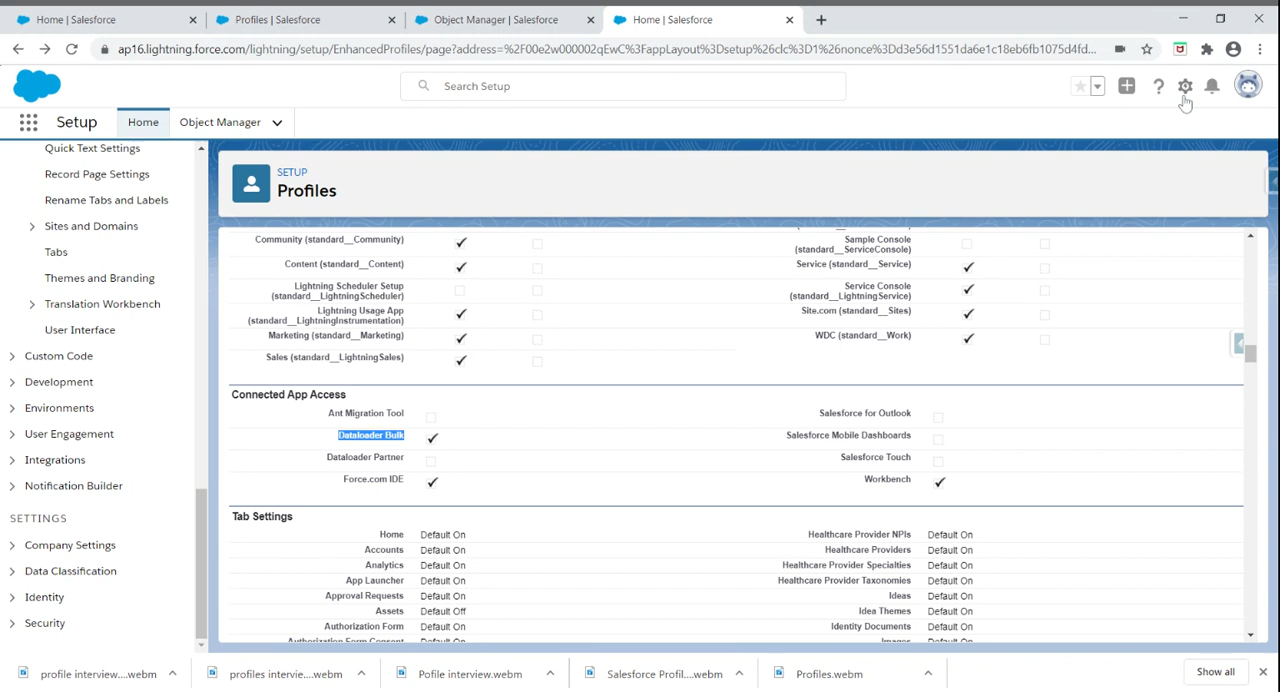 Home | Salesforce
Profiles | Salesforce
Object Manager | Salesforce
Home | Salesforce
ap16.lightning.force.com/lightning/setup/EnhancedProfiles/page?address=%2F00e2w000002qEwC%3FappLayout%3Dsetup%26clc%3D1%26nonce%3Dd3e56d1551da6e1c18eb6fb1075d4fd...
Search Setup
Setup
Home
Object Manager
Quick Text Settings
Record Page Settings
Rename Tabs and Labels
Sites and Domains
Tabs
Themes and Branding
Translation Workbench
User Interface
Custom Code
Development
Environments
User Engagement
Integrations
Notification Builder
SETTINGS
Company Settings
Data Classification
Identity
Security
SETUP
Profiles
Community (standard__Community)
Sample Console
(standard__ServiceConsole)
Content (standard__Content)
Service (standard__Service)
Lightning Scheduler Setup
(standard__LightningScheduler)
Service Console
(standard__LightningService)
Lightning Usage App
(standard__LightningInstrumentation)
Site.com (standard__Sites)
Marketing (standard__Marketing)
WDC (standard__Work)
Sales (standard__LightningSales)
Connected App Access
Ant Migration Tool
Salesforce for Outlook
Dataloader Bulk
Salesforce Mobile Dashboards
Dataloader Partner
Salesforce Touch
Force.com IDE
Workbench
Tab Settings
Home Default On
Healthcare Provider NPIs Default On
Accounts Default On
Healthcare Providers Default On
Analytics Default On
Healthcare Provider Specialties Default On
App Launcher Default On
Healthcare Provider Taxonomies Default On
Approval Requests Default On
Ideas Default On
Assets Default Off
Idea Themes Default On
Authorization Form Default On
Identity Documents Default On
Authorization Form Consent Default On
Images Default On
profile interview....webm
profiles intervie....webm
Pofile interview.webm
Salesforce Profil....webm
Profiles.webm
Show all